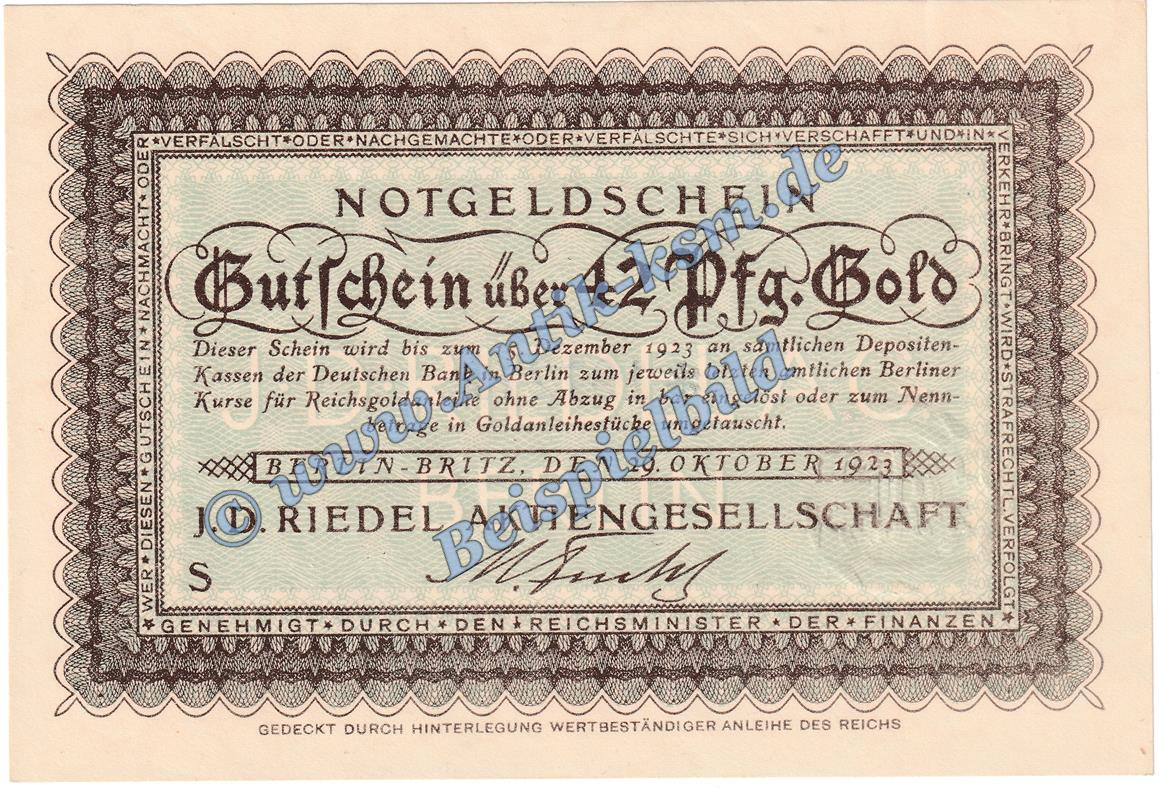 WER★DIESEN★GUTSCHEIN★NACHMACHT★ODER
★VERFÄLSCHT★ODER★NACHGEMACHTE★ODER★VERFÄLSCHTE★SICH★VERSCHAFFT★UND★IN★
VERKEHR★BRINGT★WIRD★STRAFRECHTL.VERFOLGT★
NOTGELDSCHEIN
Gutschein über 42 Pfg. Gold
Dieser Schein wird bis zum Dezember 1923 an sämtlichen Depositen-
Kassen der Deutschen Bank in Berlin zum jeweils letzten amtlichen Berliner
Kurse für Reichsgoldanleihe ohne Abzug in bar eingelöst oder zum Nenn-
betrage in Goldanleihestücke umgetauscht.
BERLIN-BRITZ, DEN 29. OKTOBER 1923
BERLIN
J. D. RIEDEL AKTIENGESELLSCHAFT
S
★GENEHMIGT★DURCH★DEN★REICHSMINISTER★DER★FINANZEN★
GEDECKT DURCH HINTERLEGUNG WERTBESTÄNDIGER ANLEIHE DES REICHS
© www.Antik-ksm.de
Beispielbild